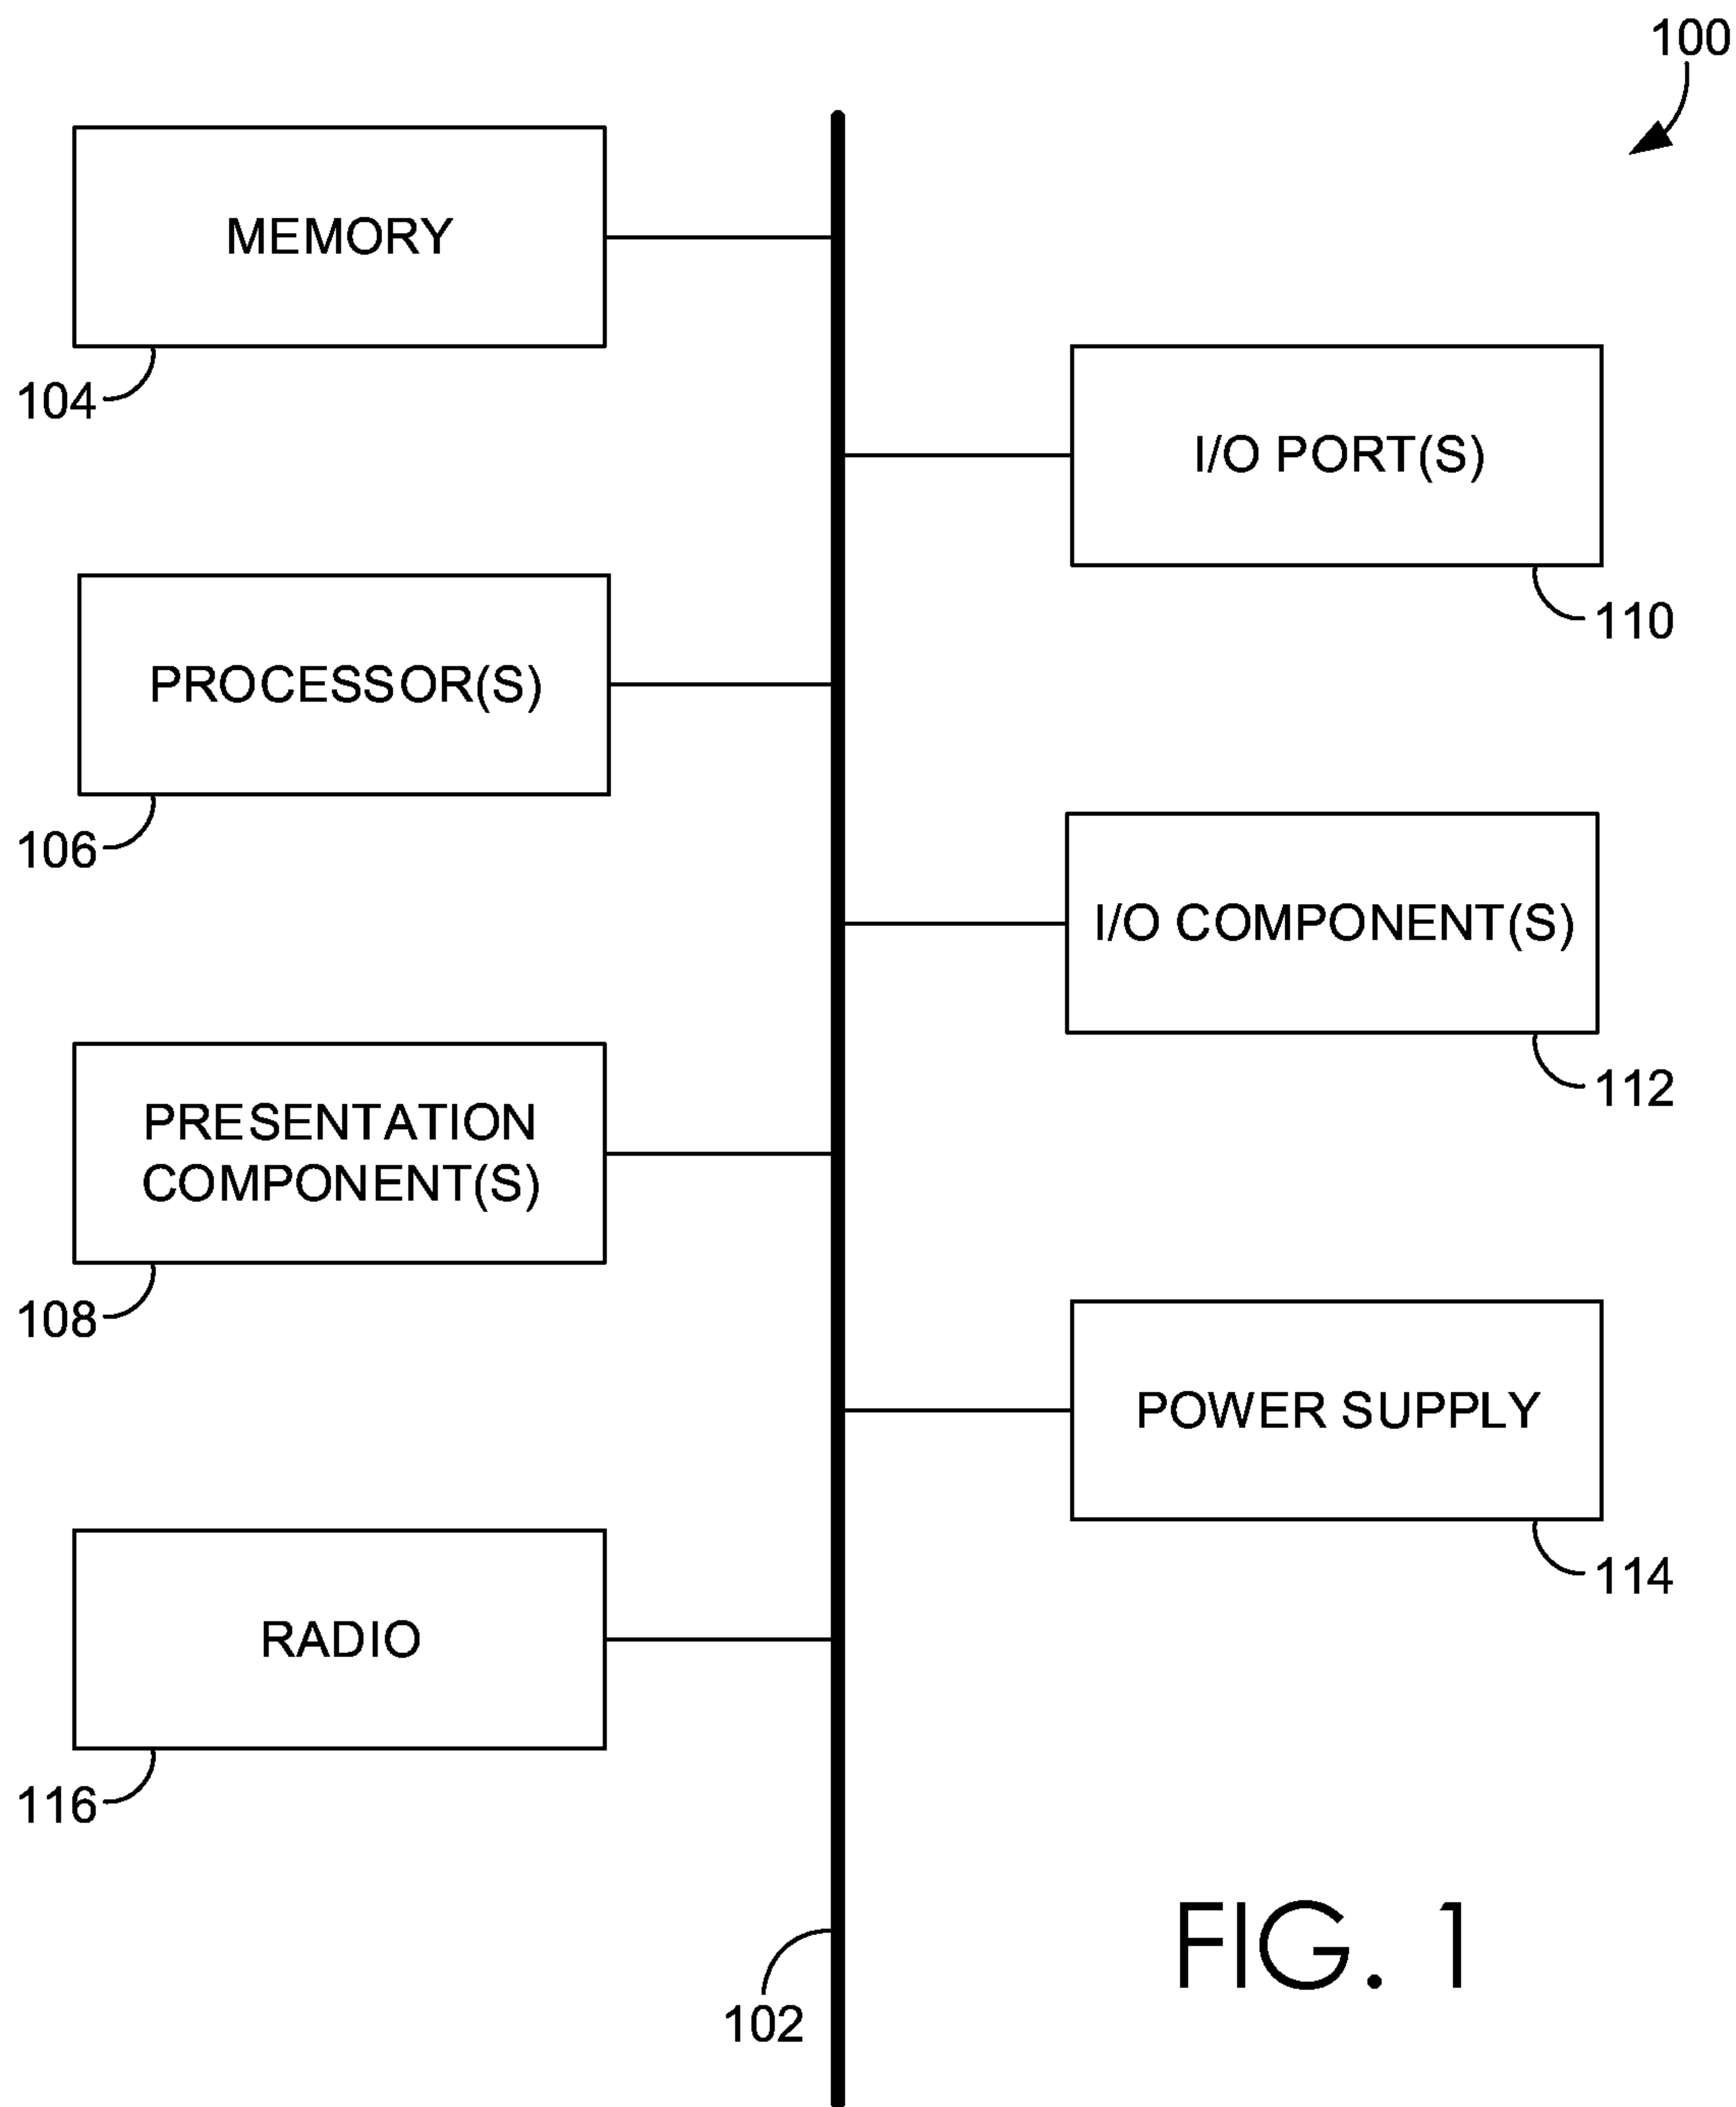 100
MEMORY
104
I/O PORT(S)
110
PROCESSOR(S)
106
I/O COMPONENT(S)
112
PRESENTATION
COMPONENT(S)
108
POWER SUPPLY
114
RADIO
116
102
FIG. 1